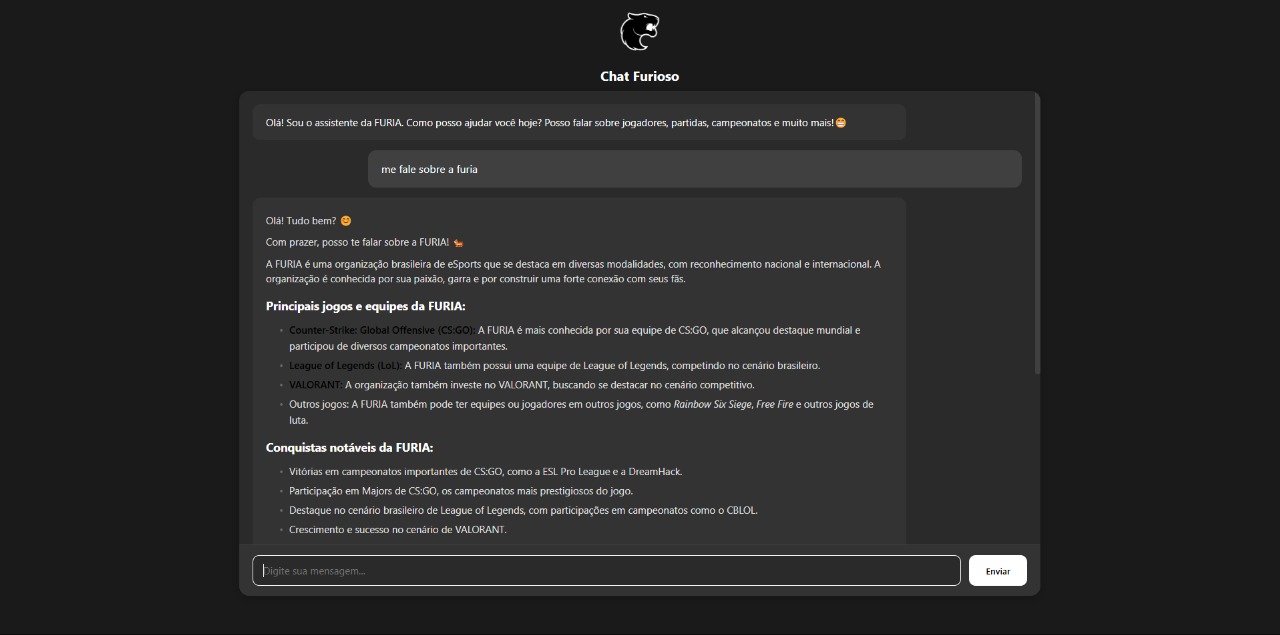 Chat Furioso
Olá! Sou o assistente da FURIA. Como posso ajudar você hoje? Posso falar sobre jogadores, partidas, campeonatos e muito mais!😁
me fale sobre a furia
Olá! Tudo bem? 😊
Com prazer, posso te falar sobre a FURIA! 🐆
A FURIA é uma organização brasileira de eSports que se destaca em diversas modalidades, com reconhecimento nacional e internacional. A
organização é conhecida por sua paixão, garra e por construir uma forte conexão com seus fãs.
Principais jogos e equipes da FURIA:
• Counter-Strike: Global Offensive (CS:GO): A FURIA é mais conhecida por sua equipe de CS:GO, que alcançou destaque mundial e
participou de diversos campeonatos importantes.
• League of Legends (LoL): A FURIA também possui uma equipe de League of Legends, competindo no cenário brasileiro.
• VALORANT: A organização também investe no VALORANT, buscando se destacar no cenário competitivo.
• Outros jogos: A FURIA também pode ter equipes ou jogadores em outros jogos, como Rainbow Six Siege, Free Fire e outros jogos de
luta.
Conquistas notáveis da FURIA:
• Vitórias em campeonatos importantes de CS:GO, como a ESL Pro League e a DreamHack.
• Participação em Majors de CS:GO, os campeonatos mais prestigiosos do jogo.
• Destaque no cenário brasileiro de League of Legends, com participações em campeonatos como o CBLOL.
• Crescimento e sucesso no cenário de VALORANT.
Digite sua mensagem...
Enviar